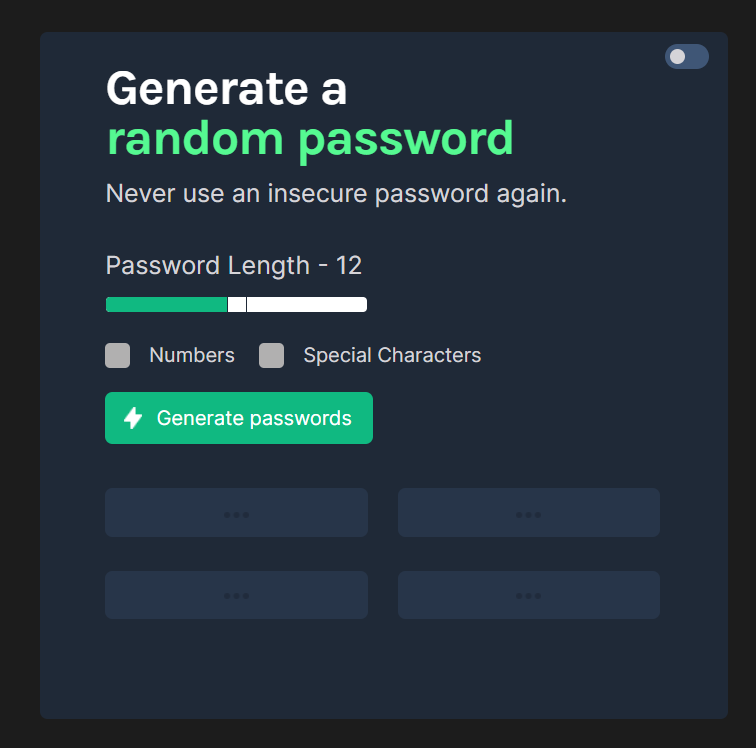 Generate a
random password
Never use an insecure password again.
Password Length - 12
Numbers Special Characters
Generate passwords
... ...
... ...